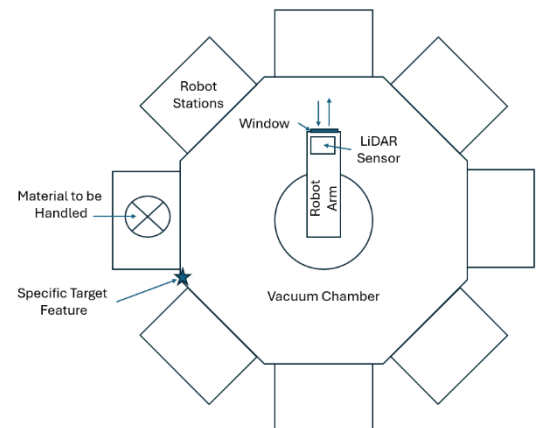 Robot
Stations
Window
LiDAR
Sensor
Robot
Arm
Material to be
Handled
Specific Target
Feature
Vacuum Chamber